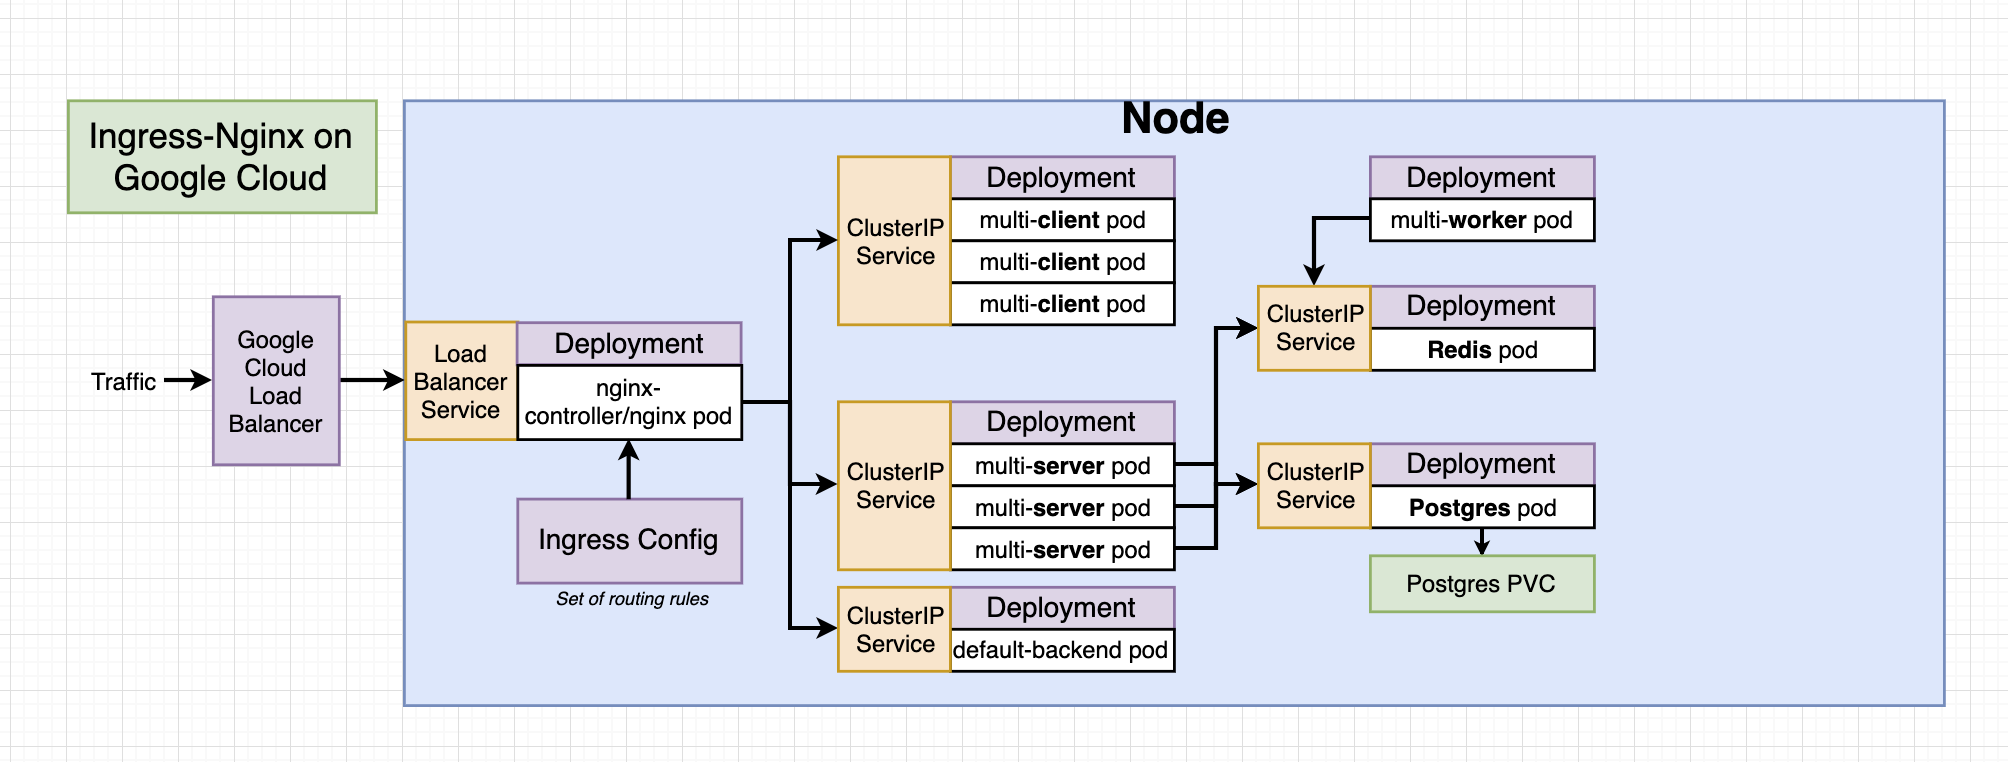 Ingress-Nginx on
Google Cloud
Node
Traffic
Google
Cloud
Load
Balancer
Load
Balancer
Service
Deployment
nginx-
controller/nginx pod
Ingress Config
Set of routing rules
ClusterIP
Service
Deployment
multi-client pod
multi-client pod
multi-client pod
ClusterIP
Service
Deployment
multi-server pod
multi-server pod
multi-server pod
ClusterIP
Service
Deployment
default-backend pod
Deployment
multi-worker pod
ClusterIP
Service
Deployment
Redis pod
ClusterIP
Service
Deployment
Postgres pod
Postgres PVC